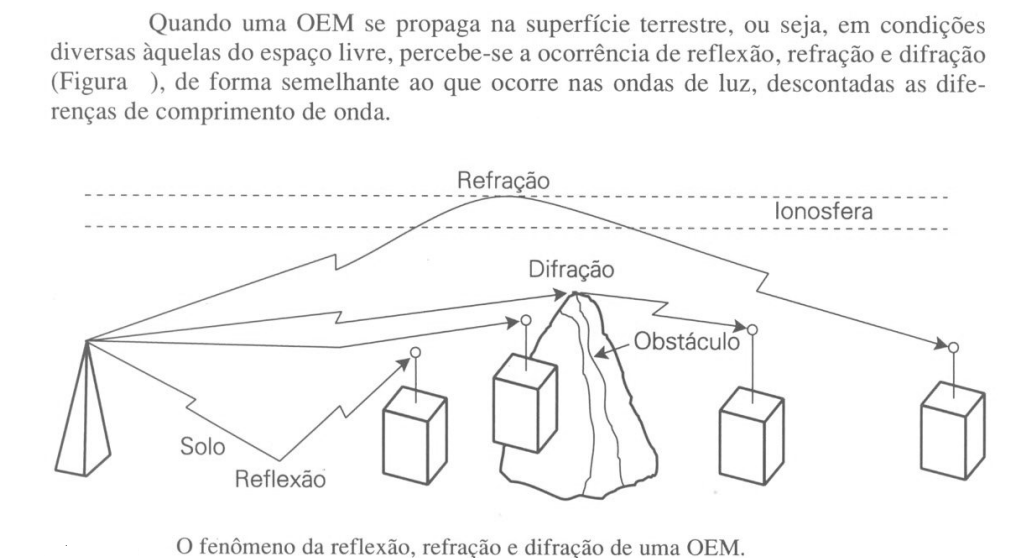 Quando uma OEM se propaga na superfície terrestre, ou seja, em condições
diversas àquelas do espaço livre, percebe-se a ocorrência de reflexão, refração e difração
(Figura ), de forma semelhante ao que ocorre nas ondas de luz, descontadas as dife-
renças de comprimento de onda.
Refração
Ionosfera
Difração
Obstáculo
Solo
Reflexão
O fenômeno da reflexão, refração e difração de uma OEM.